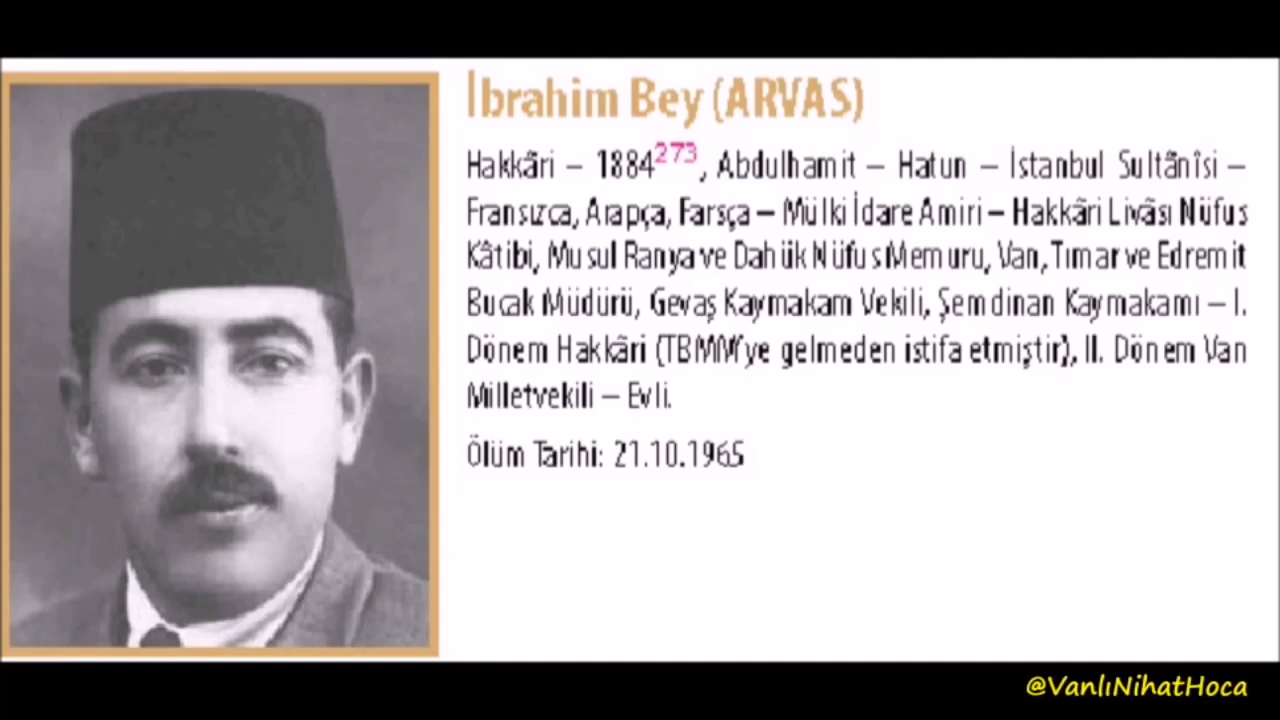 İbrahim Bey (ARVAS)
Hakkâri – 1884273, Abdulhamit – Hatun – İstanbul Sultânîsi –
Fransızca, Arapça, Farsça – Mülki İdare Amiri – Hakkâri Livâsı Nüfus
Kâtibi, Musul Ranya ve Dahük Nüfus Memuru, Van, Tımar ve Edremit
Bucak Müdürü, Gevaş Kaymakam Vekili, Şemdinan Kaymakamı – I.
Dönem Hakkâri (TBMM'ye gelmeden istifa etmiştir), II. Dönem Van
Milletvekili – Evli.
Ölüm Tarihi: 21.10.1965
@VanlıNihatHoca